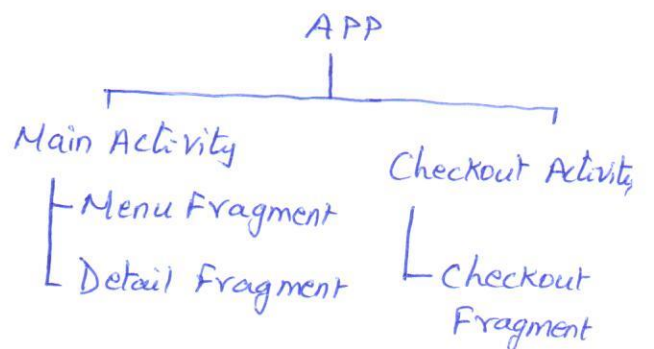 APP
Main Activity
Menu Fragment
Detail Fragment
Checkout Activity
Checkout
Fragment